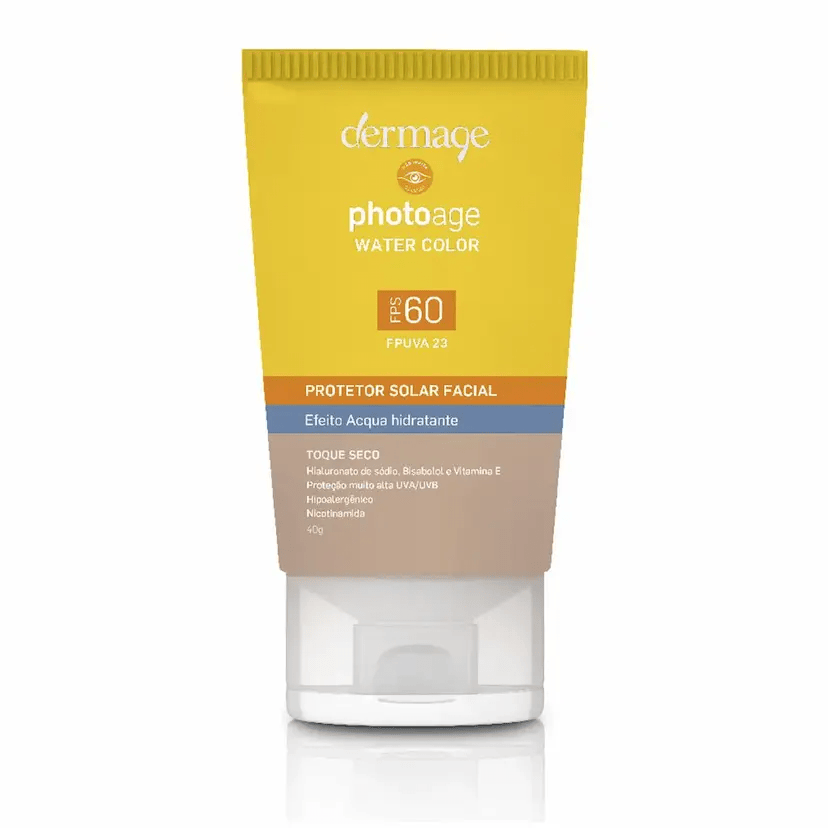 dermage
photoage
WATER COLOR
FPS 60
FPUVA 23
PROTETOR SOLAR FACIAL
Efeito Acqua hidratante
TOQUE SECO
Hialuronato de sódio, Bisabolol e Vitamina E
Proteção muito alta UVA/UVB
Hipoalergênico
Nicotinamida
40g